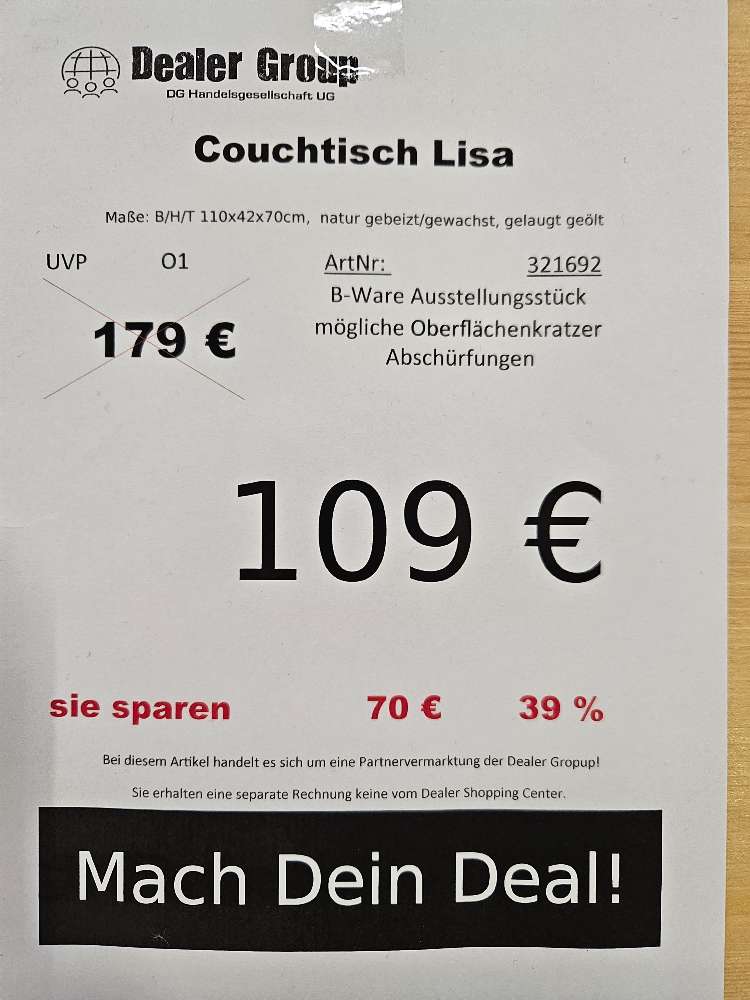 Dealer Group
DG Handelsgesellschaft UG
Couchtisch Lisa
Maße: B/H/T 110x42x70cm, natur gebeizt/gewachst, gelaugt geölt
UVP O1 ArtNr: 321692
B-Ware Ausstellungsstück
179 € mögliche Oberflächenkratzer
Abschürfungen
109 €
sie sparen 70 € 39 %
Bei diesem Artikel handelt es sich um eine Partnervermarktung der Dealer Gropup!
Sie erhalten eine separate Rechnung keine vom Dealer Shopping Center.
Mach Dein Deal!